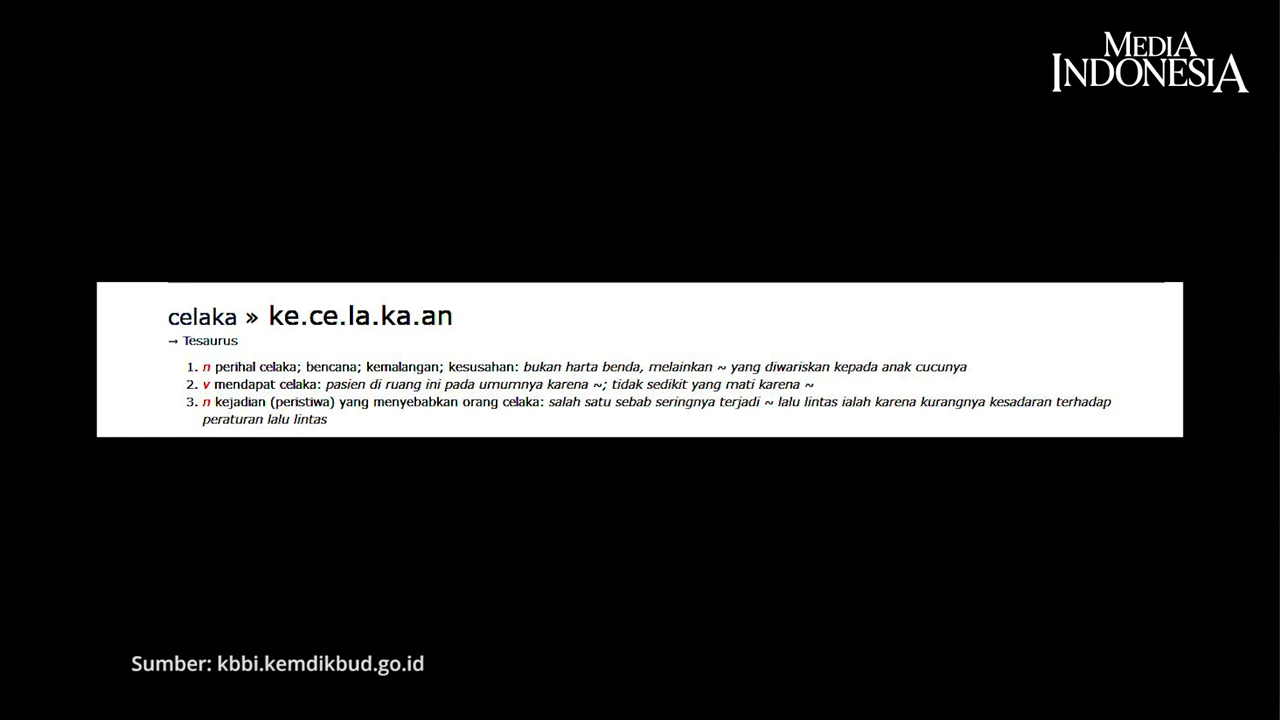 MEDIA
INDONESIA
celaka » ke.ce.la.ka.an
→ Tesaurus
1. n perihal celaka; bencana; kemalangan; kesusahan: bukan harta benda, melainkan ~ yang diwariskan kepada anak cucunya
2. v mendapat celaka: pasien di ruang ini pada umumnya karena ~; tidak sedikit yang mati karena ~
3. n kejadian (peristiwa) yang menyebabkan orang celaka: salah satu sebab seringnya terjadi ~ lalu lintas ialah karena kurangnya kesadaran terhadap
peraturan lalu lintas
Sumber: kbbi.kemdikbud.go.id